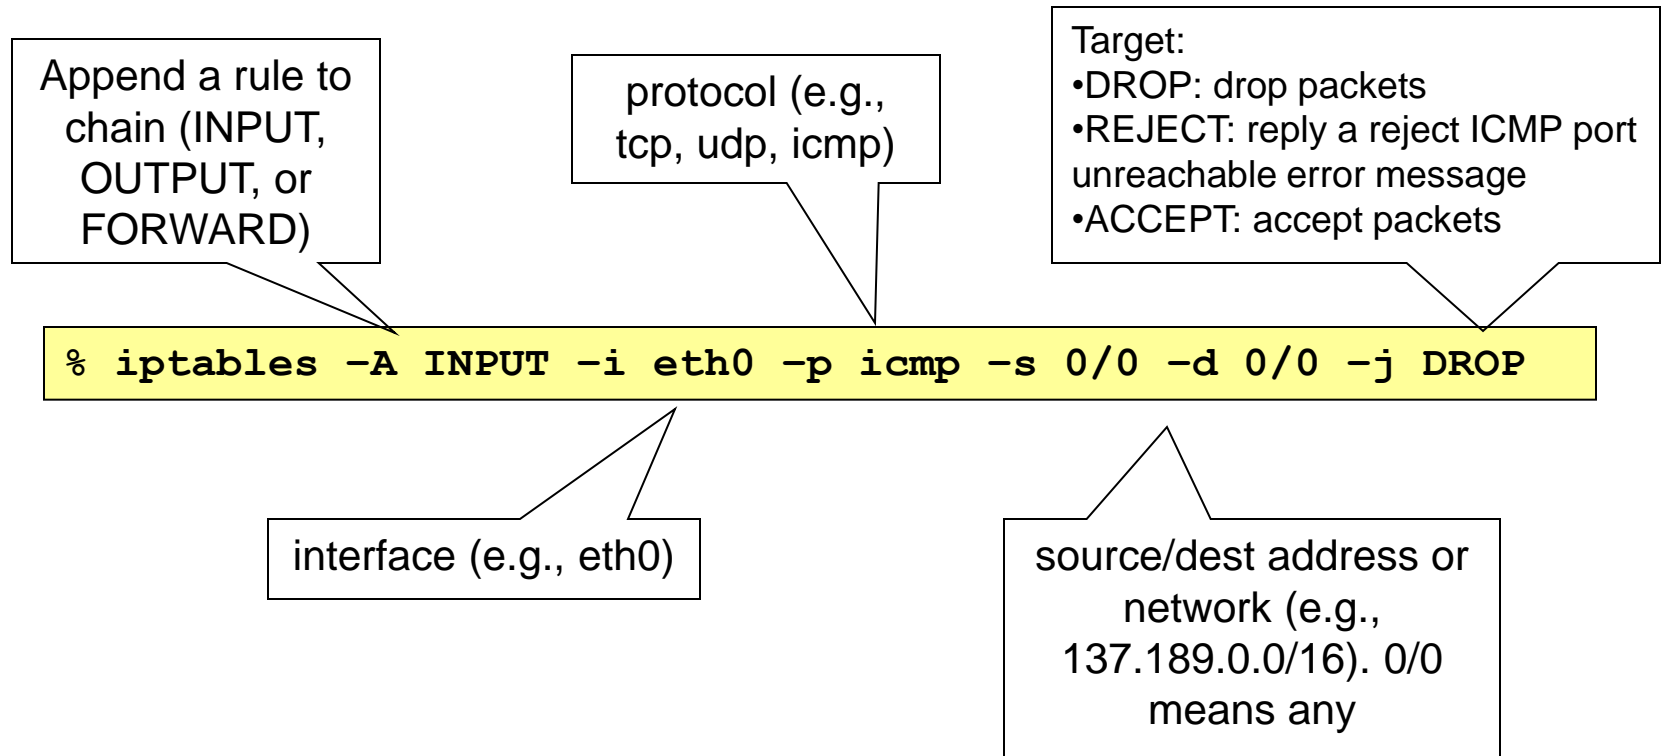 Append a rule to
chain (INPUT,
OUTPUT, or
FORWARD)
protocol (e.g.,
tcp, udp, icmp)
Target:
•DROP: drop packets
•REJECT: reply a reject ICMP port
unreachable error message
•ACCEPT: accept packets
% iptables –A INPUT –i eth0 –p icmp –s 0/0 –d 0/0 –j DROP
interface (e.g., eth0)
source/dest address or
network (e.g.,
137.189.0.0/16). 0/0
means any